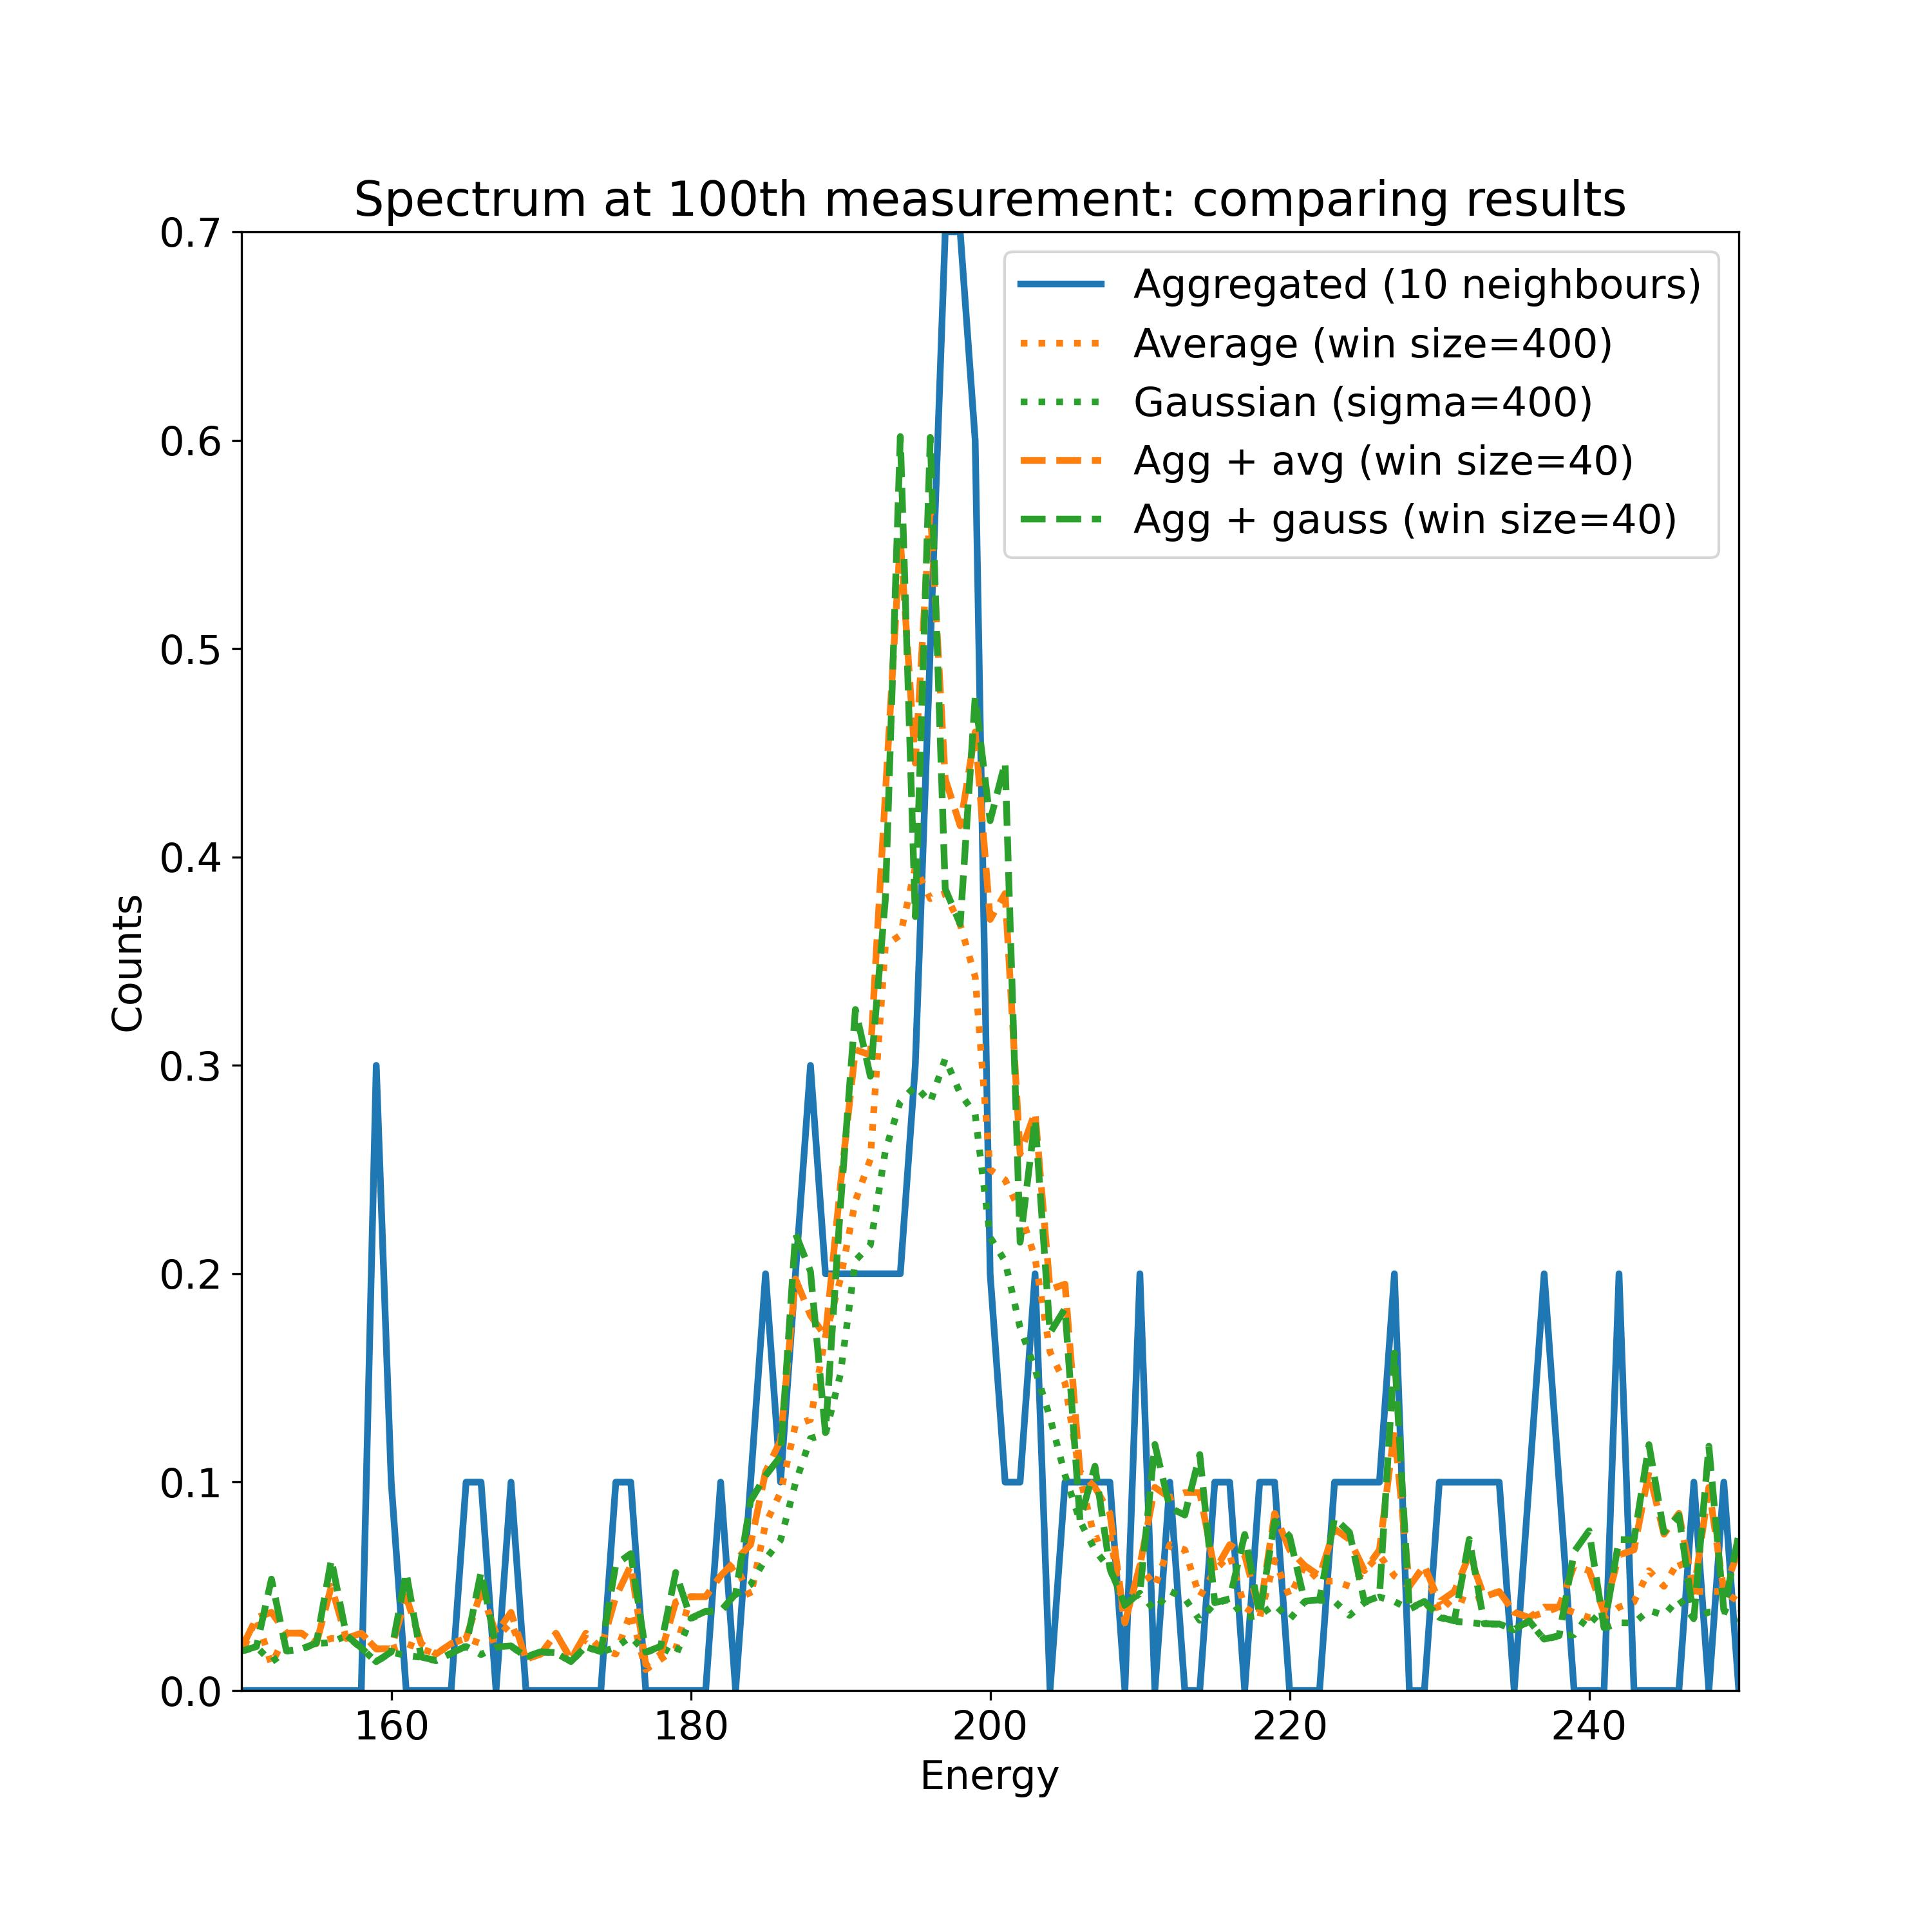 Spectrum at 100th measurement: comparing results
0.7
0.6
0.5
0.4
0.3
0.2
0.1
0.0
Counts
Aggregated (10 neighbours)
Average (win size=400)
Gaussian (sigma=400)
Agg + avg (win size=40)
Agg + gauss (win size=40)
160 180 200 220 240
Energy